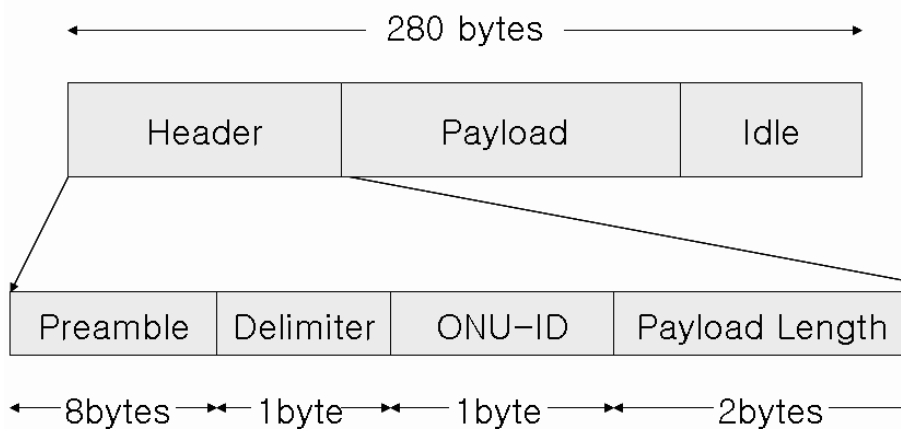 280 bytes
Header Payload Idle
Preamble Delimiter ONU-ID Payload Length
8bytes 1byte 1byte 2bytes